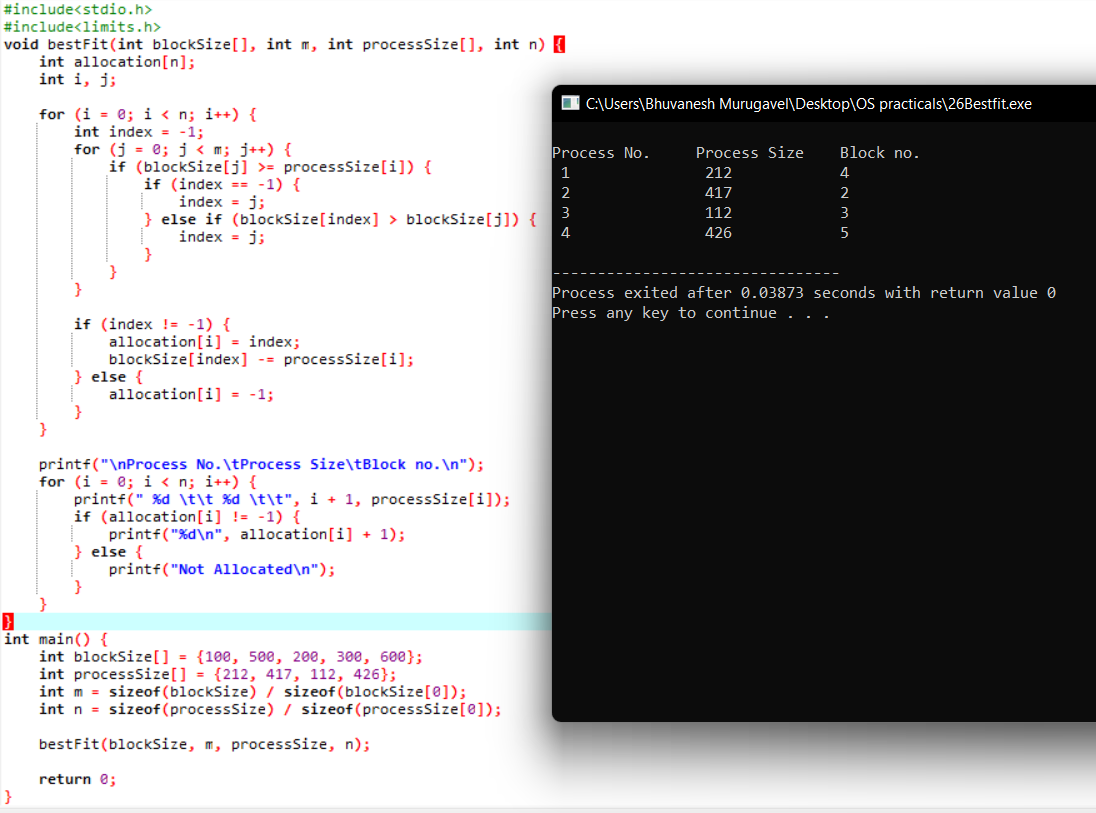 #include<stdio.h>
#include<limits.h>
void bestFit(int blockSize[], int m, int processSize[], int n) {
    int allocation[n];
    int i, j;

    for (i = 0; i < n; i++) {
        int index = -1;
        for (j = 0; j < m; j++) {
            if (blockSize[j] >= processSize[i]) {
                if (index == -1) {
                    index = j;
                } else if (blockSize[index] > blockSize[j]) {
                    index = j;
                }
            }
        }

        if (index != -1) {
            allocation[i] = index;
            blockSize[index] -= processSize[i];
        } else {
            allocation[i] = -1;
        }
    }

    printf("\nProcess No.\tProcess Size\tBlock no.\n");
    for (i = 0; i < n; i++) {
        printf(" %d \t\t %d \t\t", i + 1, processSize[i]);
        if (allocation[i] != -1) {
            printf("%d\n", allocation[i] + 1);
        } else {
            printf("Not Allocated\n");
        }
    }
}
int main() {
    int blockSize[] = {100, 500, 200, 300, 600};
    int processSize[] = {212, 417, 112, 426};
    int m = sizeof(blockSize) / sizeof(blockSize[0]);
    int n = sizeof(processSize) / sizeof(processSize[0]);

    bestFit(blockSize, m, processSize, n);

    return 0;
}
C:\Users\Bhuvanesh Murugavel\Desktop\OS practicals\26Bestfit.exe
Process No.     Process Size    Block no.
 1               212            4
 2               417            2
 3               112            3
 4               426            5

--------------------------------
Process exited after 0.03873 seconds with return value 0
Press any key to continue . . .